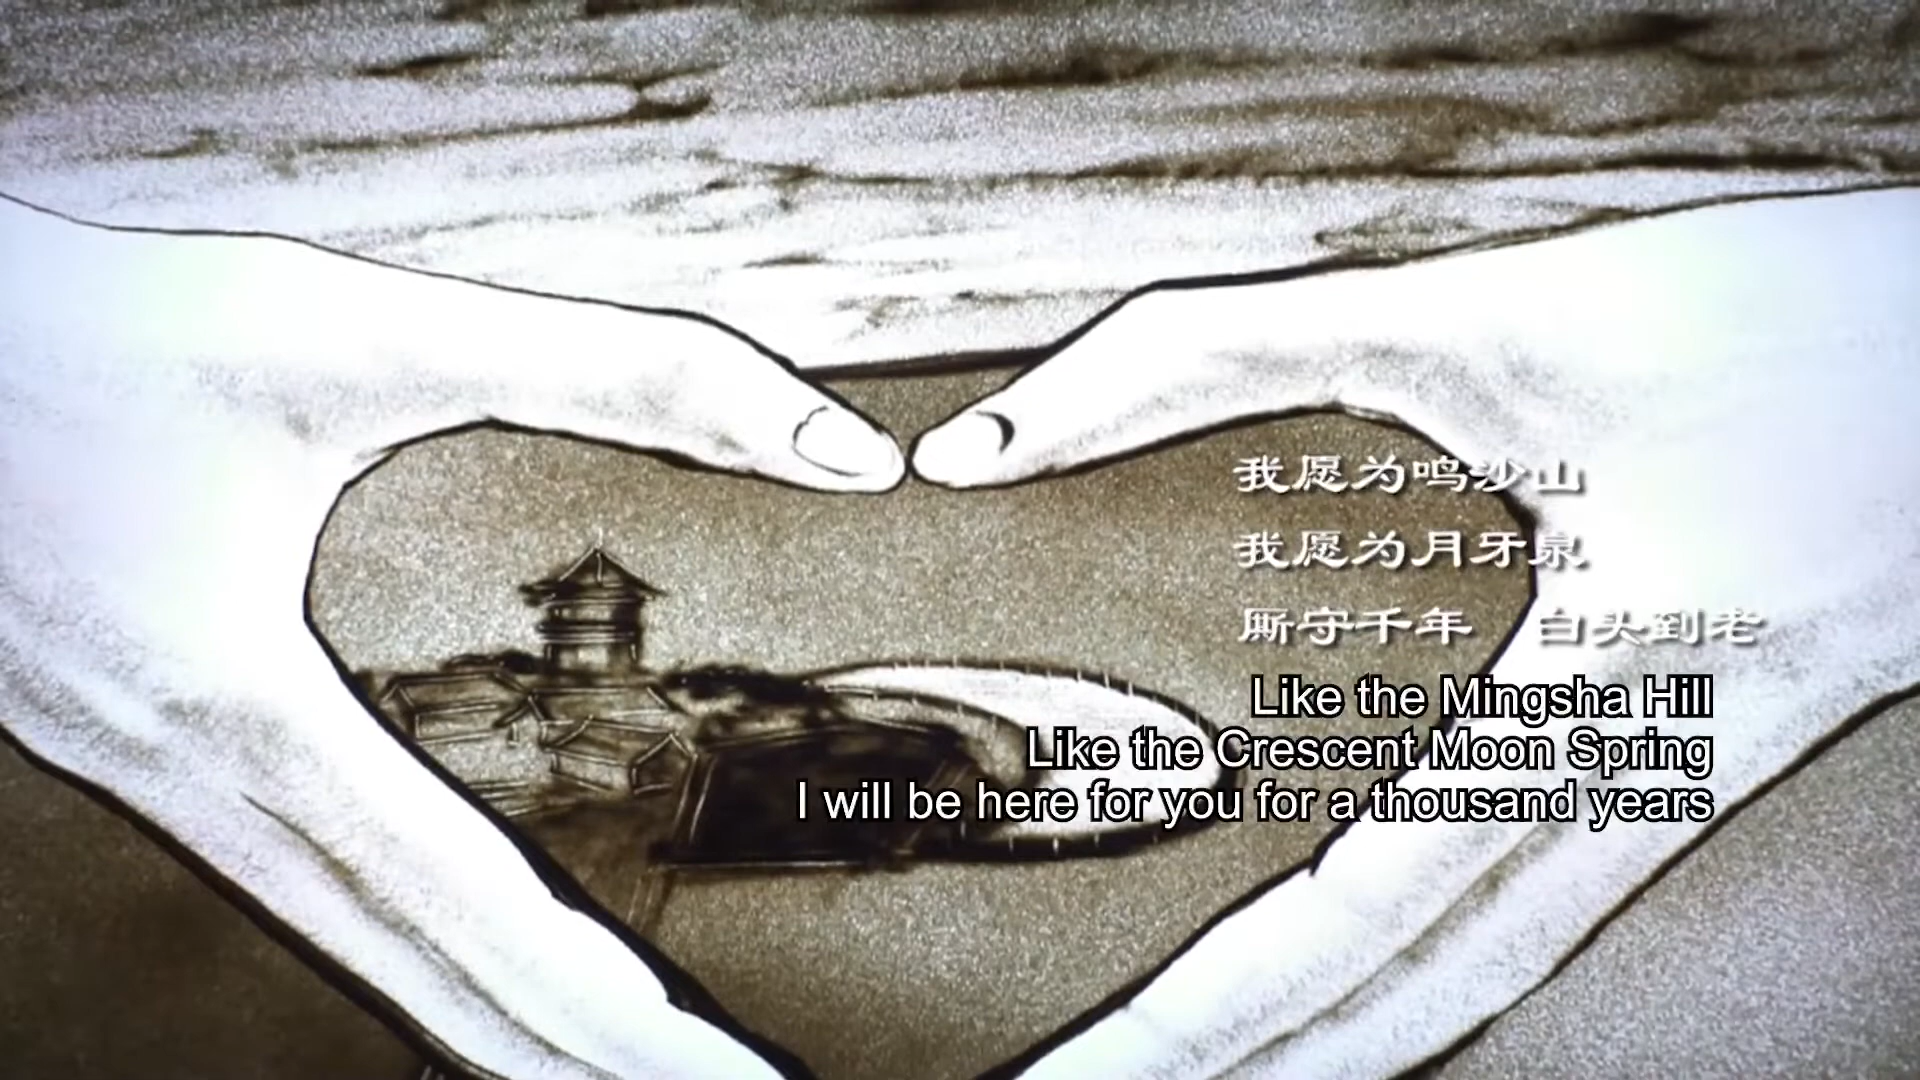 我愿为鸣沙山
我愿为月牙泉
厮守千年 白头到老
Like the Mingsha Hill
Like the Crescent Moon Spring
I will be here for you for a thousand years